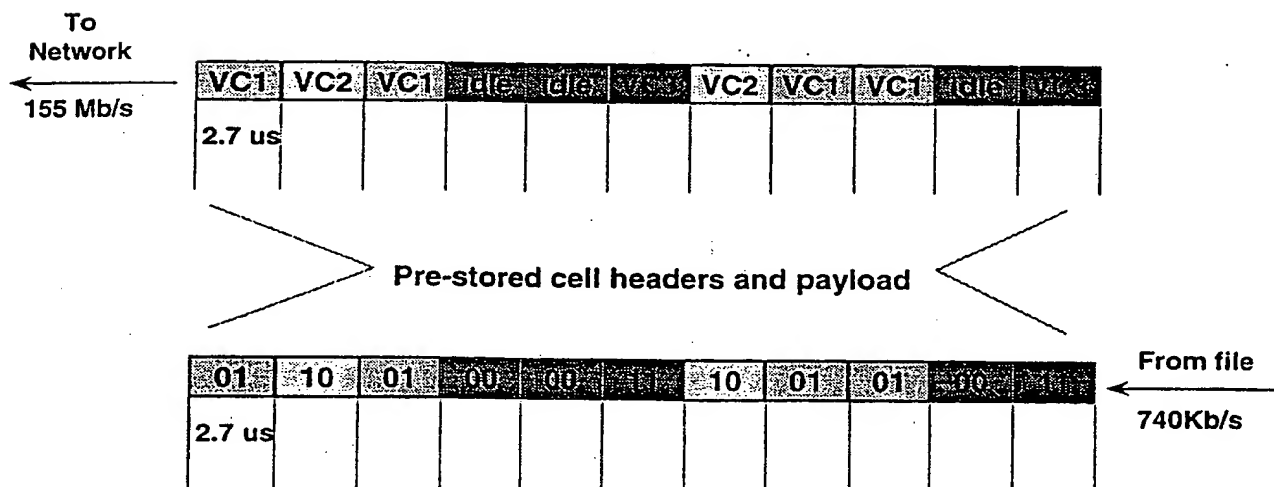 To
Network
155 Mb/s
VC1 VC2 VC1 idle idle VC3 VC2 VC1 VC1 idle VC3
2.7 us
Pre-stored cell headers and payload
01 10 01 00 00 11 10 01 01 00 11
2.7 us
From file
740Kb/s